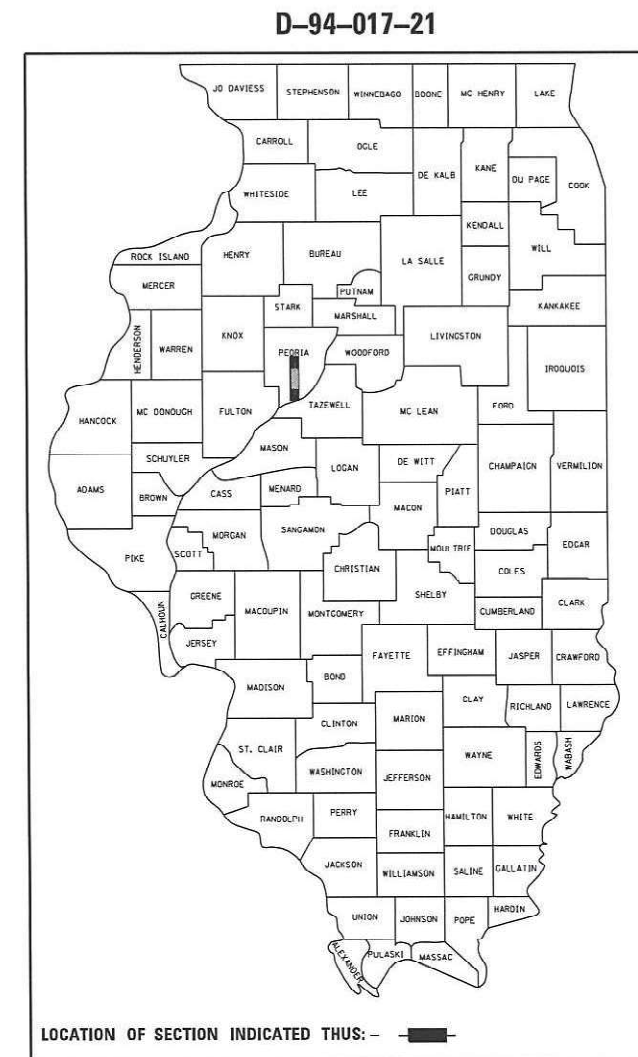 D-94-017-21
JO DAVIESS
STEPHENSON
WINNEBAGO
BOONE
MC HENRY
LAKE
CARROLL
OGLE
DE KALB
KANE
DU PAGE
COOK
WHITESIDE
LEE
KENDALL
ROCK ISLAND
HENRY
BUREAU
LA SALLE
WILL
GRUNDY
MERCER
PUTNAM
STARK
MARSHALL
KANKAKEE
HENDERSON
WARREN
KNOX
LIVINGSTON
PEORIA
WOODFORD
IROQUOIS
HANCOCK
MC DONOUGH
FULTON
TAZEWELL
MC LEAN
FORD
MASON
SCHUYLER
LOGAN
DE WITT
CHAMPAIGN
VERMILION
ADAMS
BROWN
CASS
MENARD
PIATT
MACON
PIKE
SCOTT
MORGAN
SANGAMON
DOUGLAS
EDGAR
MOULTRIE
CHRISTIAN
COLES
CALHOUN
GREENE
MACOUPIN
MONTGOMERY
SHELBY
CUMBERLAND
CLARK
JERSEY
FAYETTE
EFFINGHAM
JASPER
CRAWFORD
MADISON
BOND
CLAY
RICHLAND
LAWRENCE
CLINTON
MARION
ST. CLAIR
WAYNE
EDWARDS
WABASH
MONROE
WASHINGTON
JEFFERSON
RANDOLPH
PERRY
HAMILTON
WHITE
FRANKLIN
JACKSON
WILLIAMSON
SALINE
GALLATIN
UNION
JOHNSON
POPE
HARDIN
ALEXANDER
PULASKI
MASSAC
LOCATION OF SECTION INDICATED THUS: -